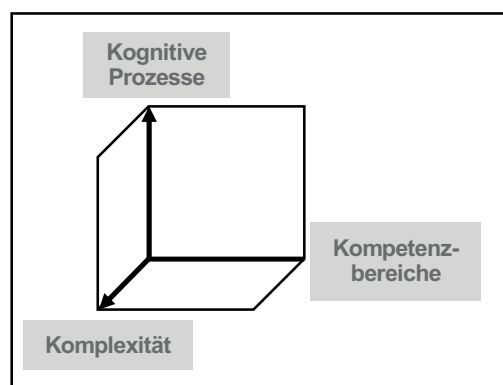 Kognitive
Prozesse
Kompetenz-
bereiche
Komplexität